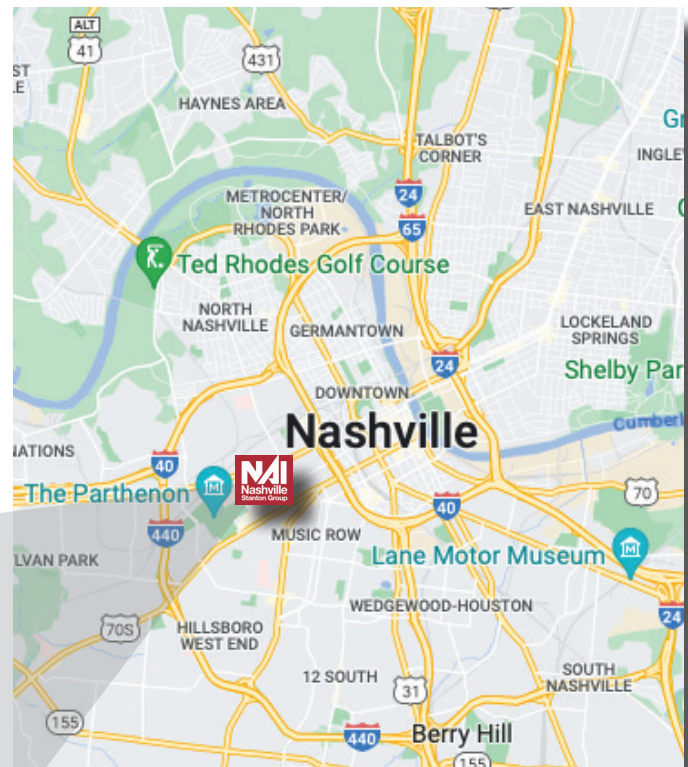 ALT
41
431
ST
E
HAYNES AREA
TALBOT'S
CORNER
Gr
INGLE
24
METROCENTER/
NORTH
RHODES PARK
EAST NASHVILLE
65
Ted Rhodes Golf Course
NORTH
NASHVILLE
GERMANTOWN
LOCKELAND
SPRINGS
24
Shelby Par
DOWNTOWN
Nashville
Cumberl
NATIONS
40
NAI
Nashville
Stanton Group
The Parthenon
70
40
440
MUSIC ROW
LVAN PARK
Lane Motor Museum
WEDGEWOOD-HOUSTON
24
70S
HILLSBORO
WEST END
12 SOUTH
SOUTH
NASHVILLE
31
155
440
Berry Hill
155